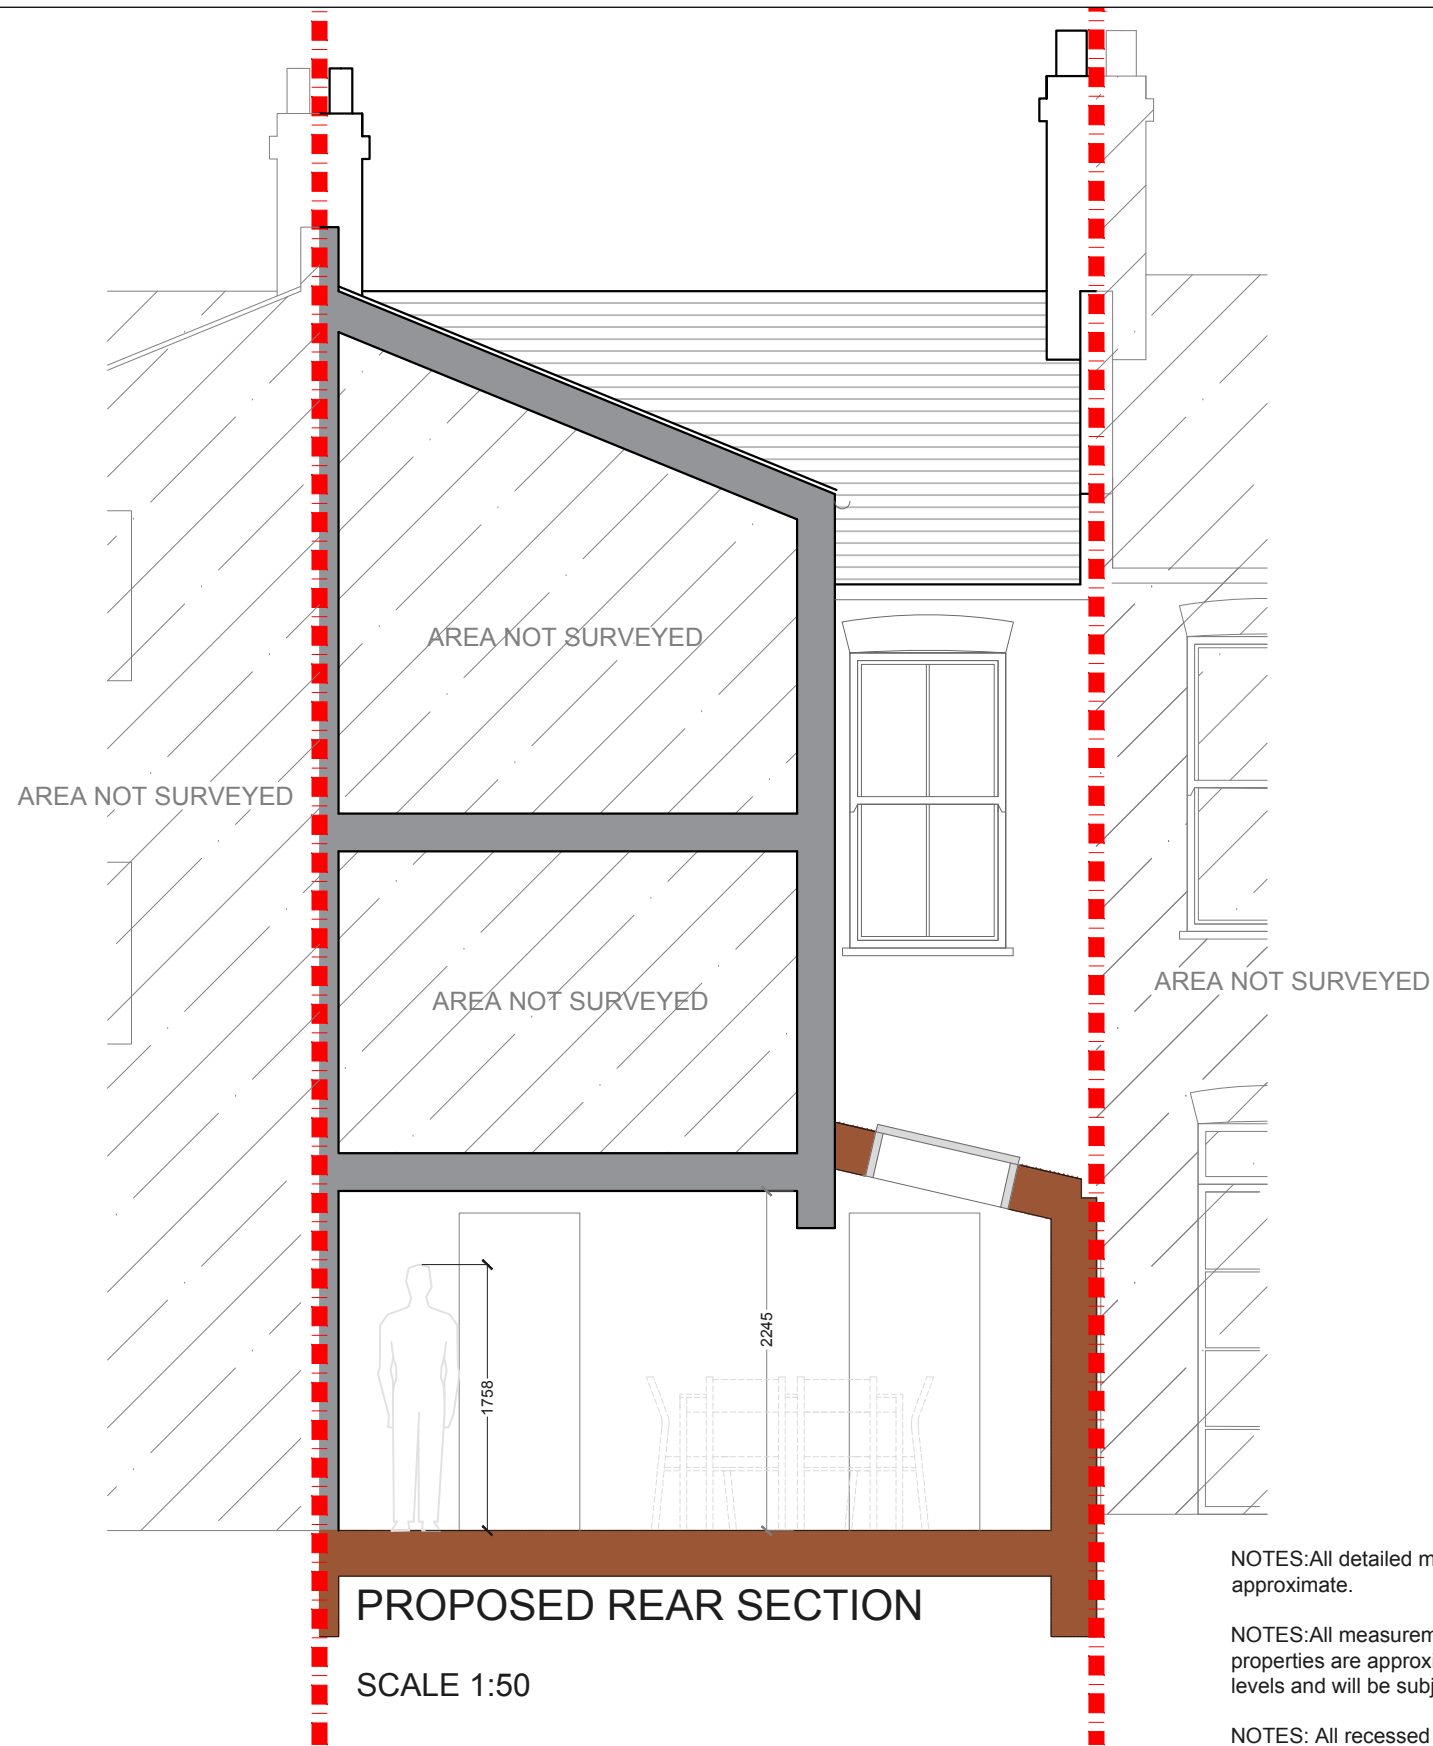 AREA NOT SURVEYED
AREA NOT SURVEYED
AREA NOT SURVEYED
AREA NOT SURVEYED
2245
1758
PROPOSED REAR SECTION
SCALE 1:50
NOTES:All detailed
approximate.
NOTES:All
properties are
levels and will be
NOTES: All recessed